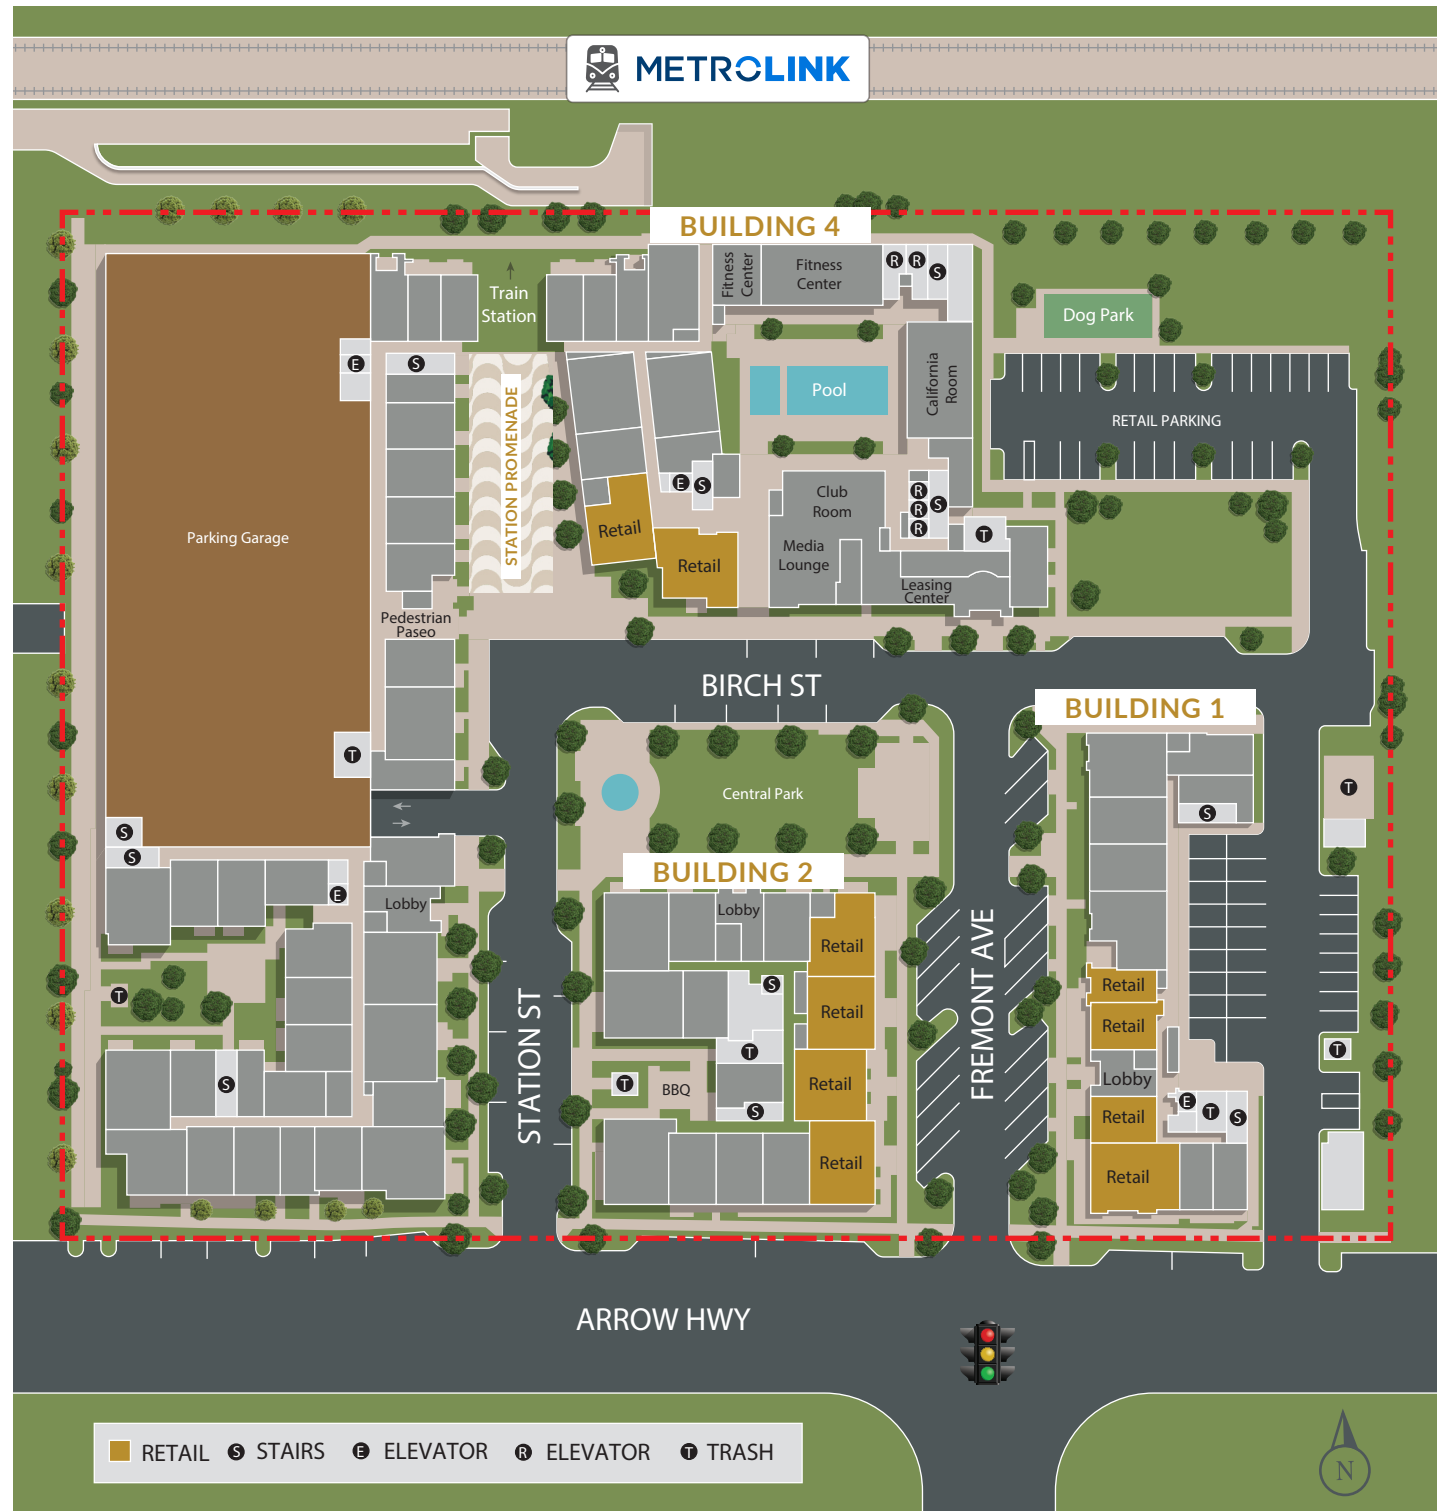 METROLINK
BUILDING 4
Fitness
Center
Fitness
Center
R
R
S
Train
Station
Dog Park
E
S
STATION PROMENADE
Pool
California
Room
RETAIL PARKING
E
S
Club
Room
R
R
R
S
Retail
Retail
Media
Lounge
T
Leasing
Center
Parking Garage
Pedestrian
Paseo
BIRCH ST
BUILDING 1
T
Central Park
T
S
S
S
BUILDING 2
E
Lobby
Lobby
Retail
FREMONT AVE
S
Retail
T
Retail
Retail
STATION ST
T
T
Lobby
S
T
BBQ
Retail
E
T
S
S
Retail
Retail
Retail
ARROW HWY
RETAIL
S STAIRS
E ELEVATOR
R ELEVATOR
T TRASH
N